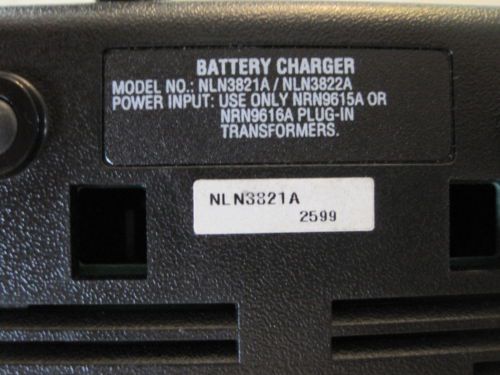 BATTERY CHARGER
MODEL NO.: NLN3821A / NLN3822A
POWER INPUT: USE ONLY NRN9615A OR
NRN9616A PLUG-IN
TRANSFORMERS.
NLN3821A
2599